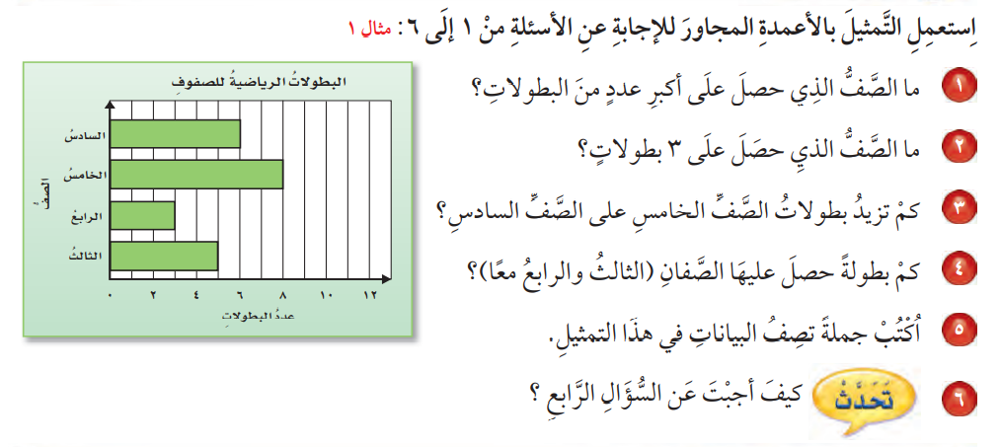 اِستعمِلِ التَّمثيلَ بالأعمدةِ المجاورَ للإجابةِ عنِ الأسئلةِ منْ ١ إلَى ٦ : مثال ١
١ ما الصَّفُّ الذِي حصلَ علَى أكبرِ عددٍ منَ البطولاتِ؟
٢ ما الصَّفُّ الذيِ حصَلَ علَى ٣ بطولاتٍ؟
٣ كمْ تزيدُ بطولاتُ الصَّفِّ الخامسِ على الصَّفِّ السادسِ؟
٤ كمْ بطولةً حصلَ عليهَا الصَّفانِ (الثالثُ والرابعُ معًا)؟
٥ اُكْتُبْ جملةً تصِفُ البياناتِ في هذَا التمثيلِ.
٦ تَحَدَّثْ كيفَ أجبْتَ عَن السُّؤَالِ الرَّابعِ ؟
البطولاتُ الرياضيةُ للصفوفِ
الصفُّ
السادسُ
الخامسُ
الرابعُ
الثالثُ
٠ ٢ ٤ ٦ ٨ ١٠ ١٢
عددُ البطولاتِ